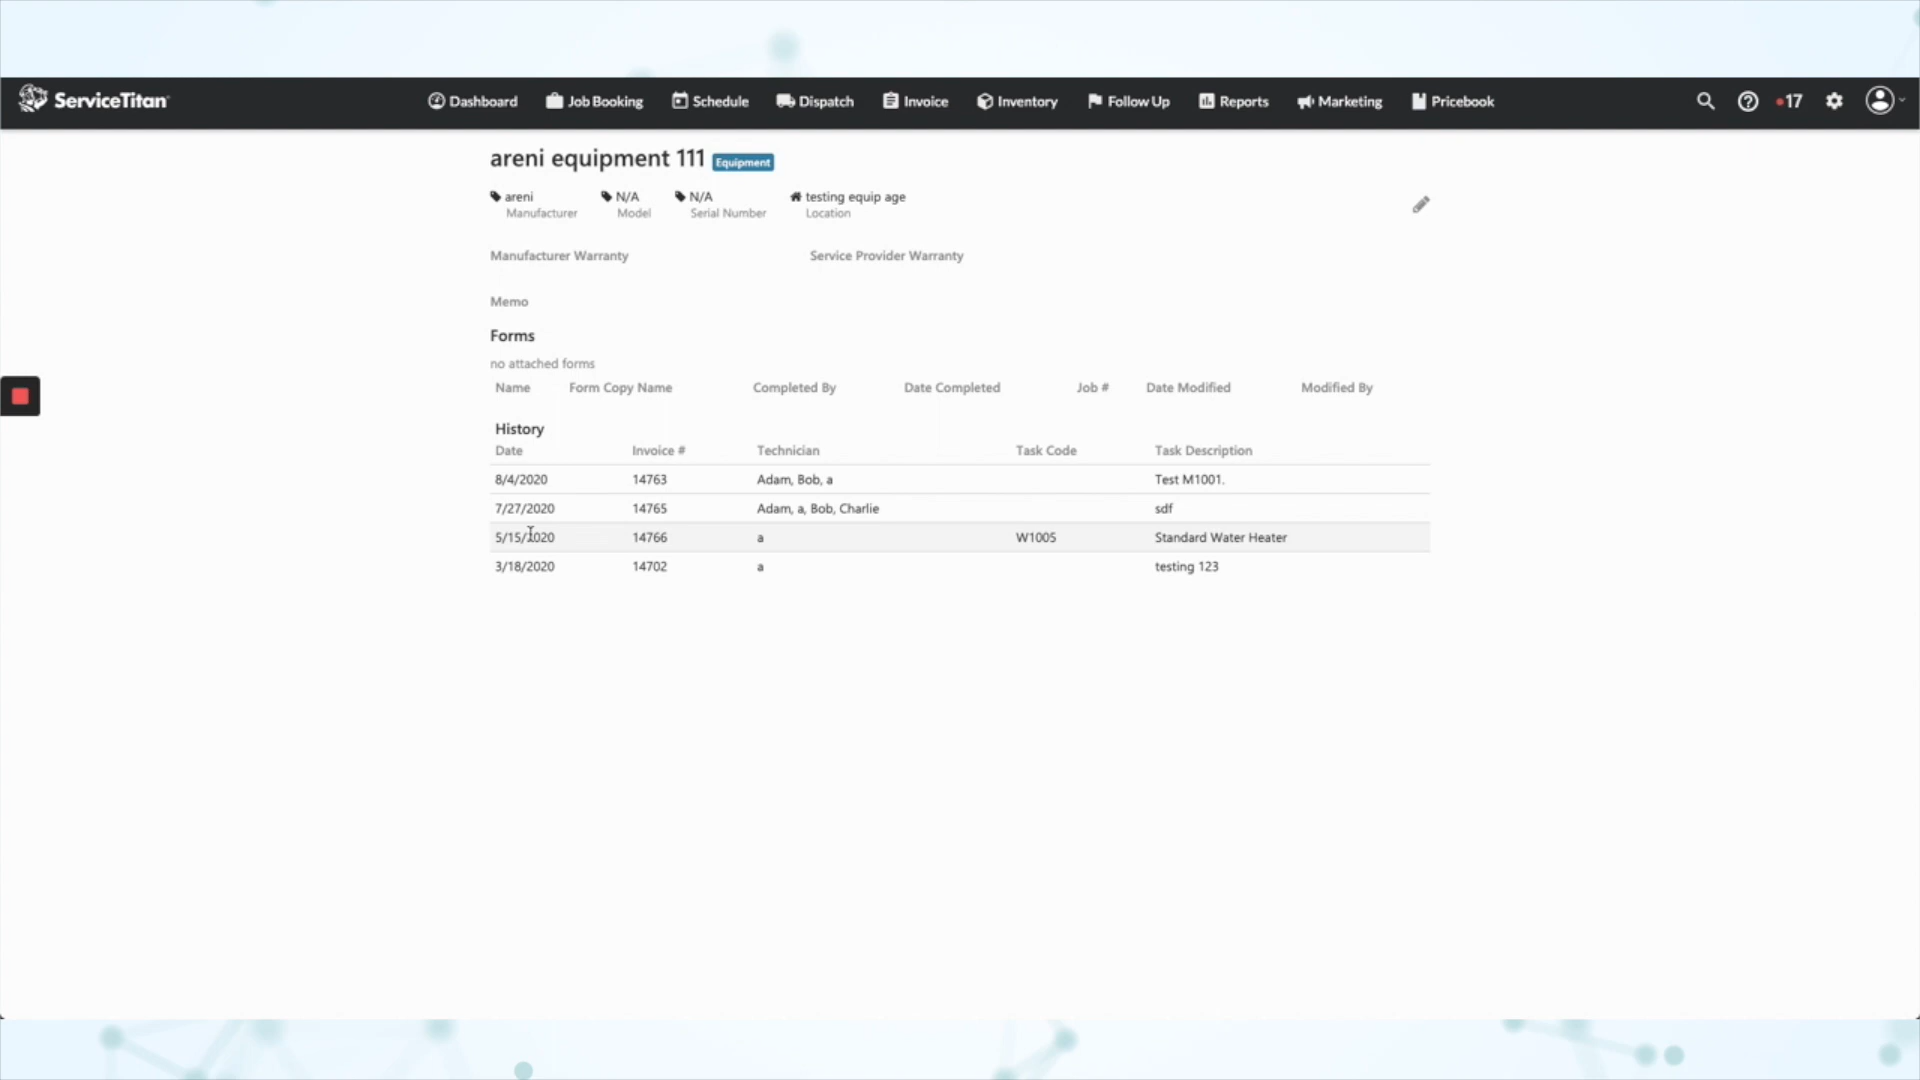 ServiceTitan Dashboard Job Booking Schedule Dispatch Invoice Inventory Follow Up Reports Marketing Pricebook 17
areni equipment 111 Equipment
areni N/A N/A testing equip age
Manufacturer Model Serial Number Location
Manufacturer Warranty Service Provider Warranty
Memo
Forms
no attached forms
Name Form Copy Name Completed By Date Completed Job # Date Modified Modified By
History
Date Invoice # Technician Task Code Task Description
8/4/2020 14763 Adam, Bob, a Test M1001.
7/27/2020 14765 Adam, a, Bob, Charlie sdf
5/15/2020 14766 a W1005 Standard Water Heater
3/18/2020 14702 a testing 123